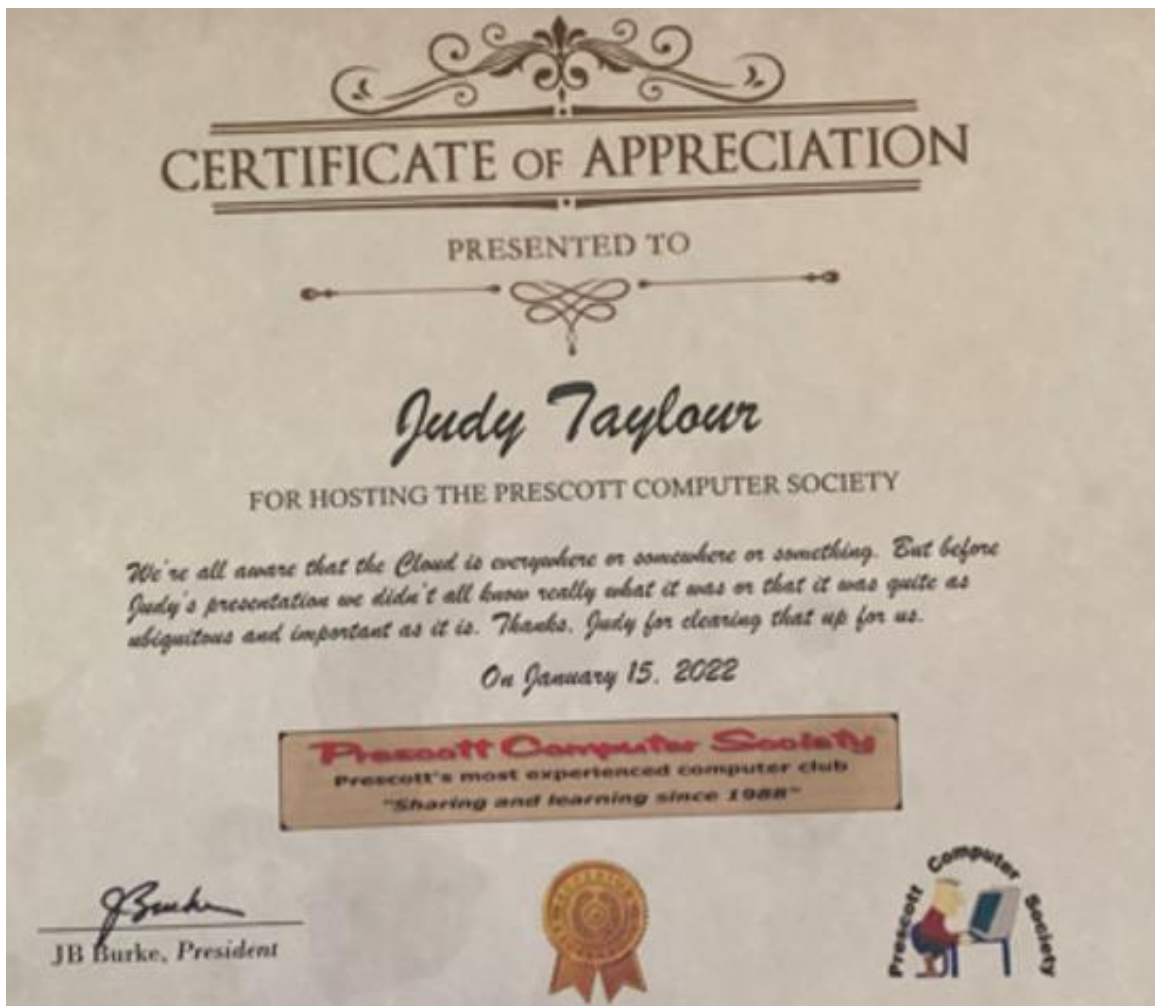 CERTIFICATE OF APPRECIATION
PRESENTED TO
Judy Taylour
FOR HOSTING THE PRESCOTT COMPUTER SOCIETY
We're all aware that the Cloud is everywhere or somewhere or something. But before
Judy's presentation we didn't all know really what it was or that it was quite as
ubiquitous and important as it is. Thanks, Judy for clearing that up for us.
On January 15, 2022
Prescott Computer Society
Prescott's most experienced computer club
"Sharing and learning since 1988"
JBurke
JB Burke, President
Prescott Computer Society